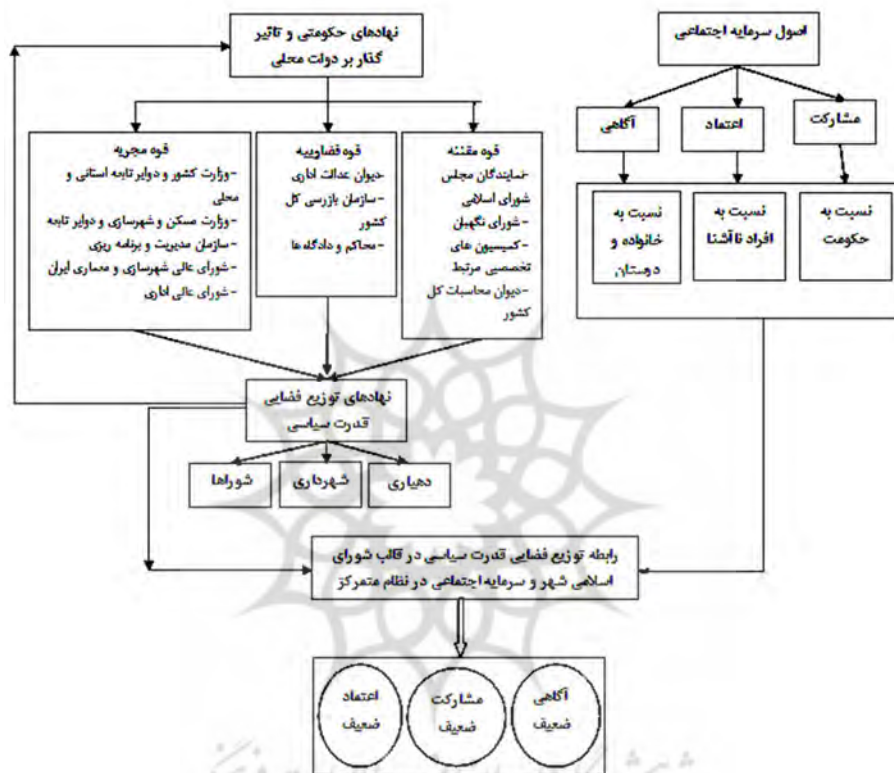 اصول سرمایه اجتماعی
مشارکت
اعتماد
آگاهی
نسبت به
حکومت
نسبت به
افراد ناآشنا
نسبت به
خانواده و
دوستان
نهادهای حکومتی و تاثیر
گذار بر دولت محلی
قوه مقننه
-نمایندگان مجلس
شورای اسلامی
-شورای نگهبان
-کمیسیون های
تخصصی مرتبط
-دیوان محاسبات کل
کشور
قوه قضاوییه
-دیوان عدالت اداری
-سازمان بازرسی کل
کشور
-محاکم و دادگاه ها
قوه مجریه
-وزارت کشور و دوایر تابعه استانی و
محلی
-وزارت مسکن و شهرسازی و دوایر تابعه
-سازمان مدیریت و برنامه ریزی
-شورای عالی شهرسازی و معماری ایران
-شورای عالی اداری
نهادهای توزیع فضایی
قدرت سیاسی
دهیاری
شهرداری
شوراها
رابطه توزیع فضایی قدرت سیاسی در قالب شورای
اسلامی شهر و سرمایه اجتماعی در نظام متمرکز
آگاهی
ضعیف
مشارکت
ضعیف
اعتماد
ضعیف